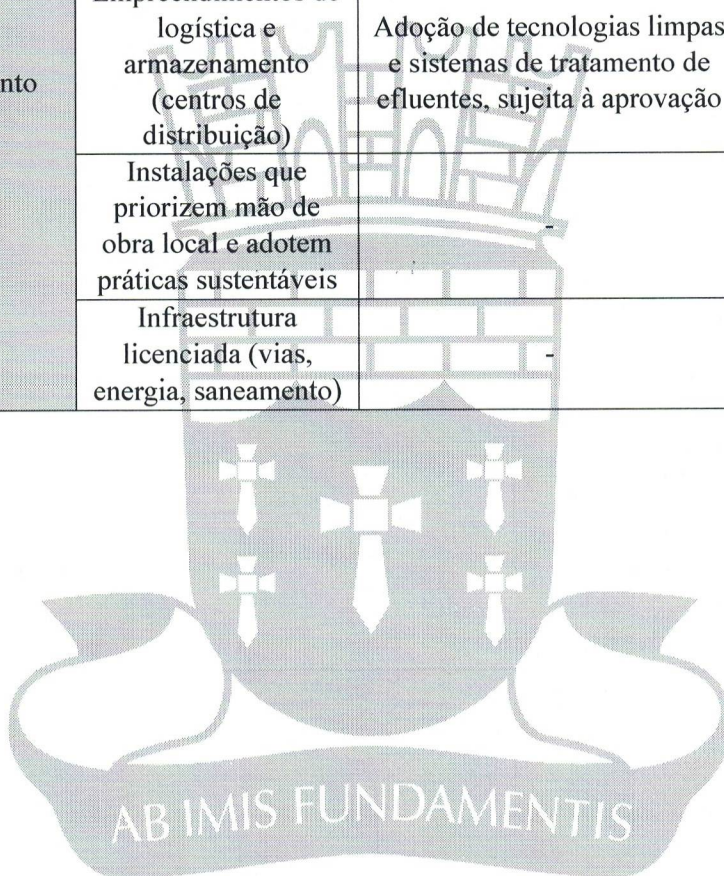 logística e
armazenamento
(centros de
distribuição)
Adoção de tecnologias limpas
e sistemas de tratamento de
efluentes, sujeita à aprovação
Instalações que
priorizem mão de
obra local e adotem
práticas sustentáveis
-
Infraestrutura
licenciada (vias,
energia, saneamento)
-
AB IMIS FUNDAMENTIS